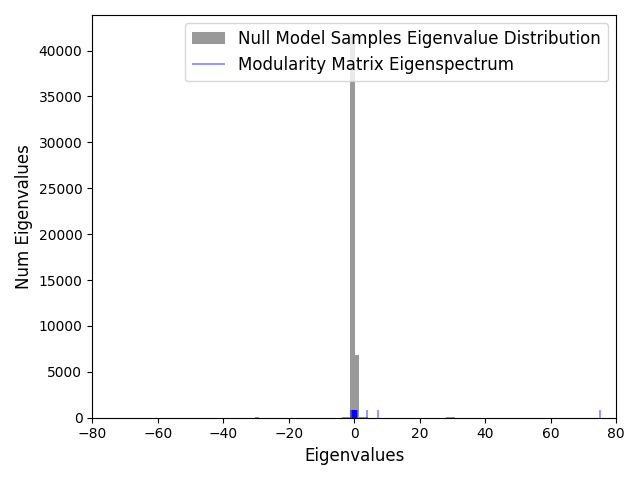 Null Model Samples Eigenvalue Distribution
Modularity Matrix Eigenspectrum
Num Eigenvalues
40000
35000
30000
25000
20000
15000
10000
5000
0
−80 −60 −40 −20 0 20 40 60 80
Eigenvalues